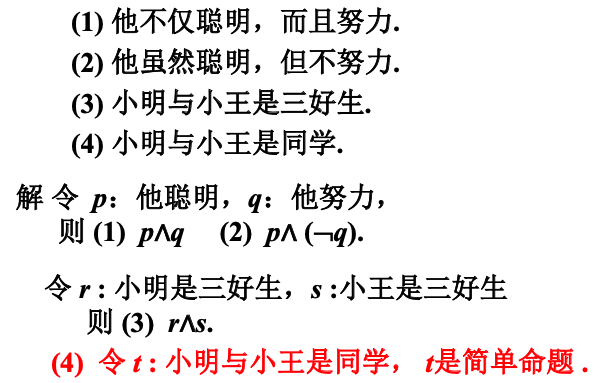 (1) 他不仅聪明，而且努力.
(2) 他虽然聪明，但不努力.
(3) 小明与小王是三好生.
(4) 小明与小王是同学.
解 令 p：他聪明，q：他努力，
则 (1) p∧q (2) p∧(¬q).
令 r : 小明是三好生，s :小王是三好生
则 (3) r∧s.
(4) 令 t : 小明与小王是同学， t是简单命题 .